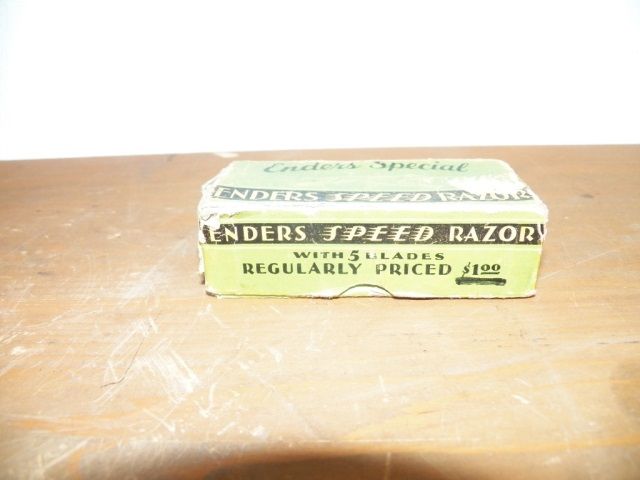 Enders Special
ENDERS SPEED RAZOR
ENDERS SPEED RAZOR
WITH 5 BLADES
REGULARLY PRICED $1.00